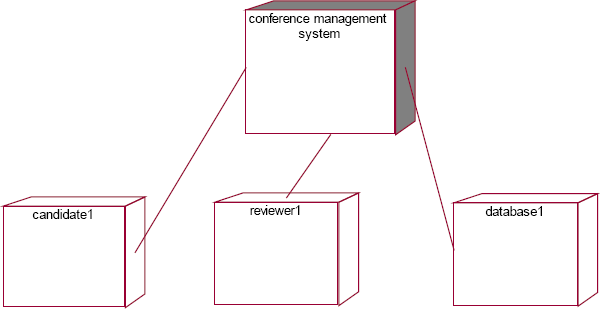 conference management
system
candidate1
reviewer1
database1